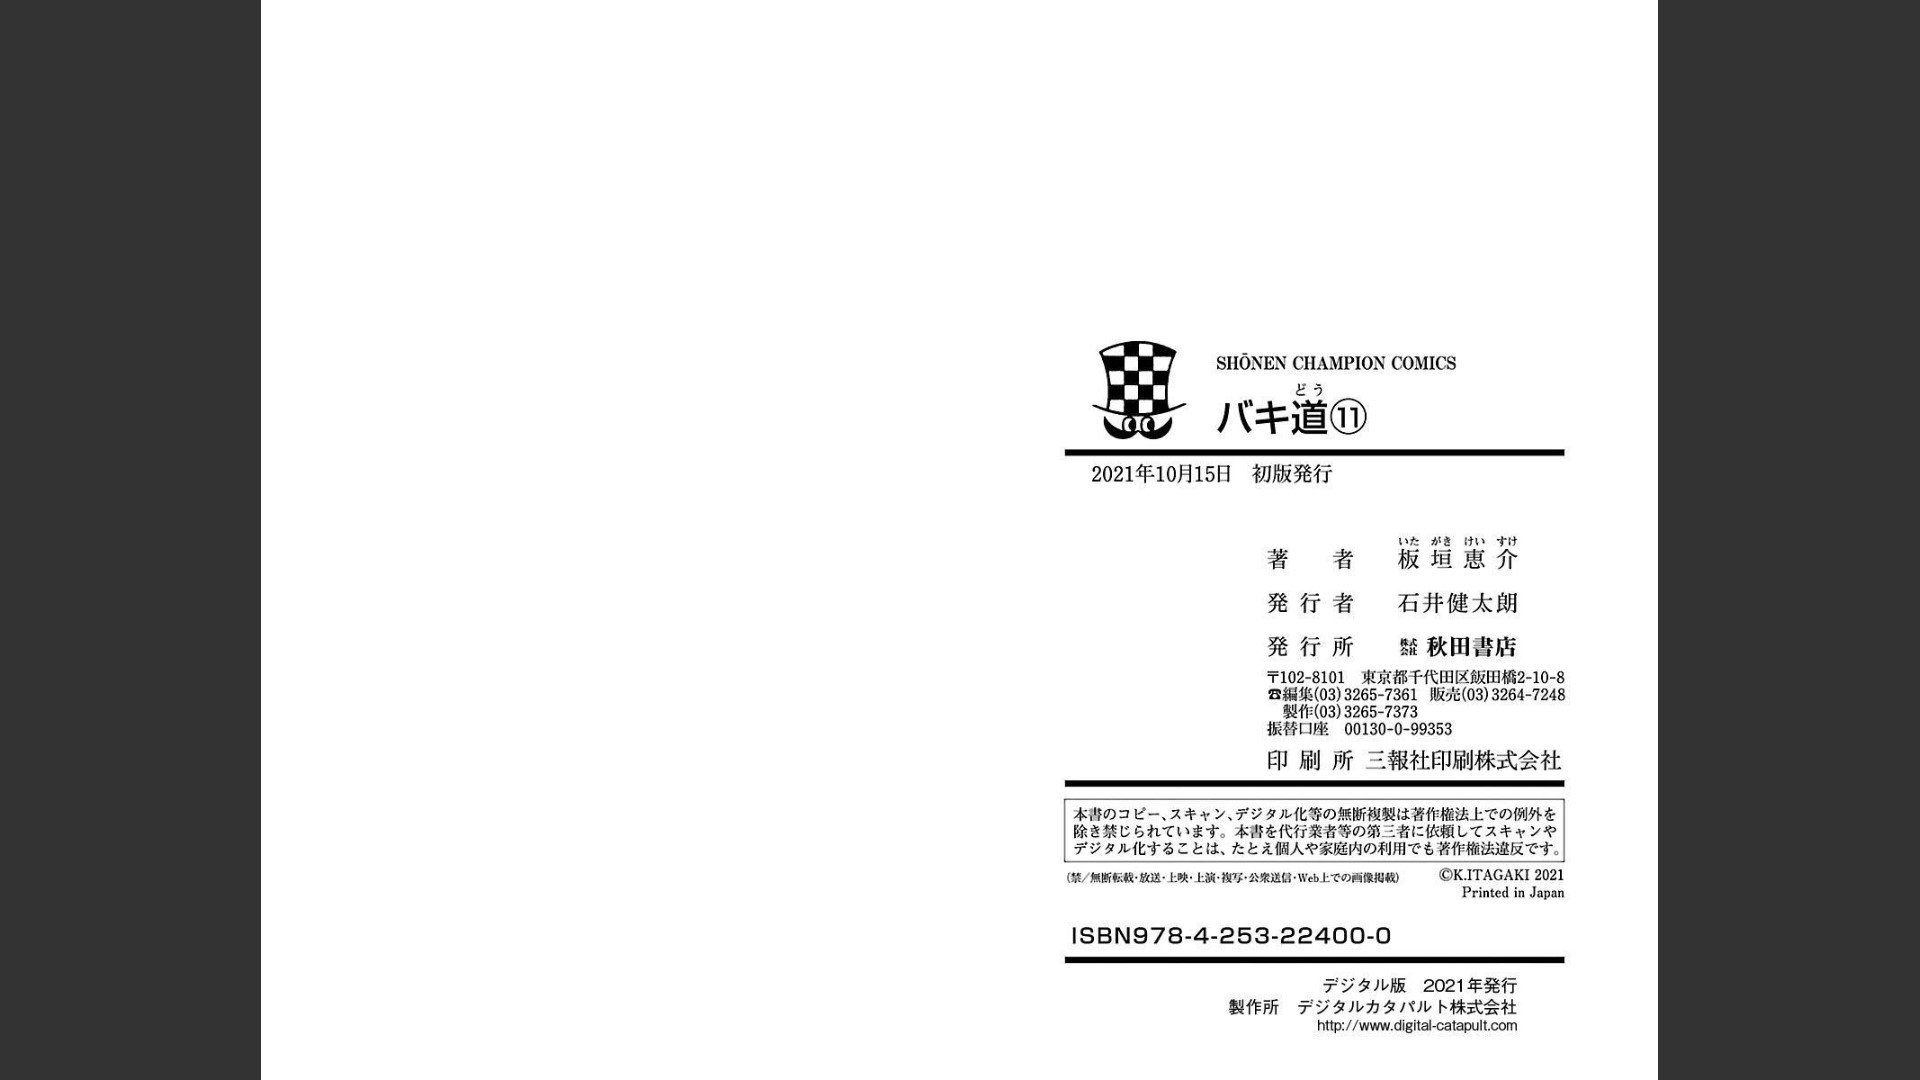 SHŌNEN CHAMPION COMICS
どう
バキ道⑪
2021年10月15日　初版発行
いた がき けい すけ
著者　板垣恵介
発行者　石井健太朗
発行所　株式会社 秋田書店
〒102-8101　東京都千代田区飯田橋2-10-8
☎編集(03)3265-7361 販売(03)3264-7248
製作(03)3265-7373
振替口座　00130-0-99353
印刷所　三報社印刷株式会社
本書のコピー、スキャン、デジタル化等の無断複製は著作権法上での例外を
除き禁じられています。本書を代行業者等の第三者に依頼してスキャンや
デジタル化することは、たとえ個人や家庭内の利用でも著作権法違反です。
(禁/無断転載・放送・上映・上演・複写・公衆送信・Web上での画像掲載)
©K.ITAGAKI 2021
Printed in Japan
ISBN978-4-253-22400-0
デジタル版　2021年発行
製作所　デジタルカタパルト株式会社
http://www.digital-catapult.com